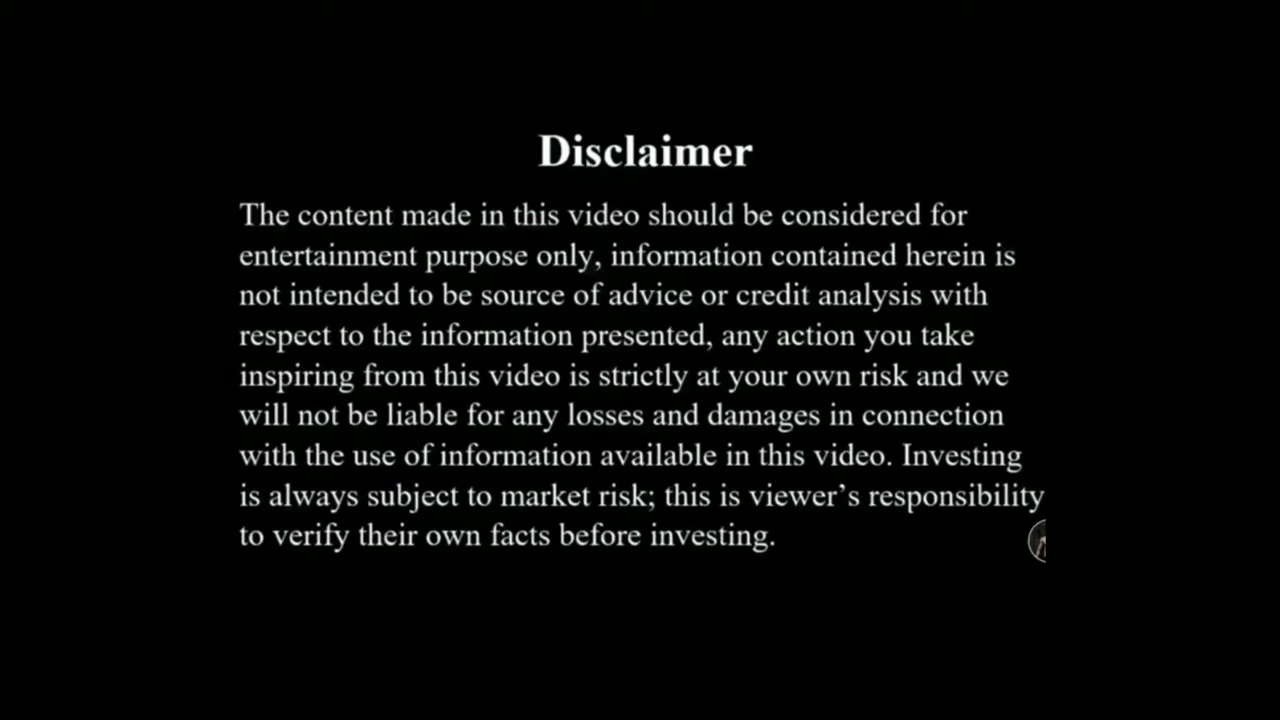 Disclaimer
The content made in this video should be considered for
entertainment purpose only, information contained herein is
not intended to be source of advice or credit analysis with
respect to the information presented, any action you take
inspiring from this video is strictly at your own risk and we
will not be liable for any losses and damages in connection
with the use of information available in this video. Investing
is always subject to market risk; this is viewer’s responsibility
to verify their own facts before investing.